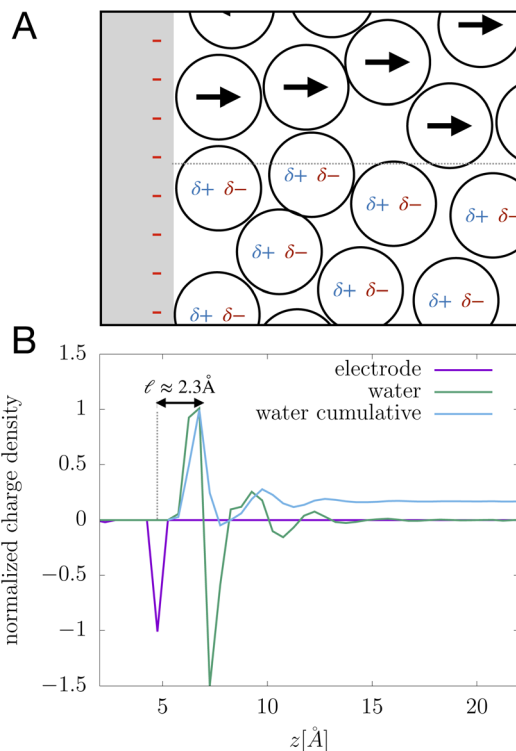 A
δ+ δ−
δ+ δ−
δ+ δ−
δ+ δ−
δ+ δ−
δ+ δ−
δ+ δ−
δ+ δ−
B
1.5
1
0.5
0
−0.5
−1
−1.5
normalized charge density
ℓ ≈ 2.3Å
electrode
water
water cumulative
5
10
15
20
z[Å]